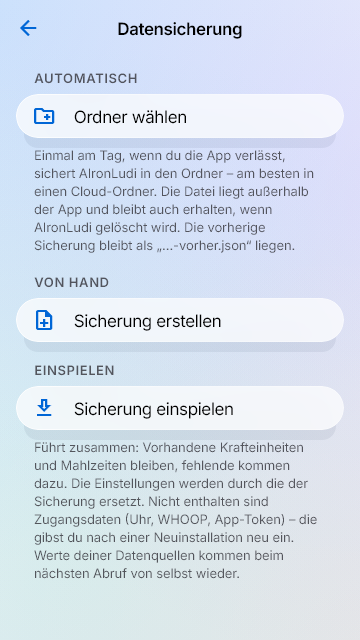 Datensicherung
AUTOMATISCH
Ordner wählen
Einmal am Tag, wenn du die App verlässt,
sichert AIronLudi in den Ordner – am besten in
einen Cloud-Ordner. Die Datei liegt außerhalb
der App und bleibt auch erhalten, wenn
AIronLudi gelöscht wird. Die vorherige
Sicherung bleibt als „…-vorher.json“ liegen.
VON HAND
Sicherung erstellen
EINSPIELEN
Sicherung einspielen
Führt zusammen: Vorhandene Krafteinheiten
und Mahlzeiten bleiben, fehlende kommen
dazu. Die Einstellungen werden durch die der
Sicherung ersetzt. Nicht enthalten sind
Zugangsdaten (Uhr, WHOOP, App-Token) – die
gibst du nach einer Neuinstallation neu ein.
Werte deiner Datenquellen kommen beim
nächsten Abruf von selbst wieder.